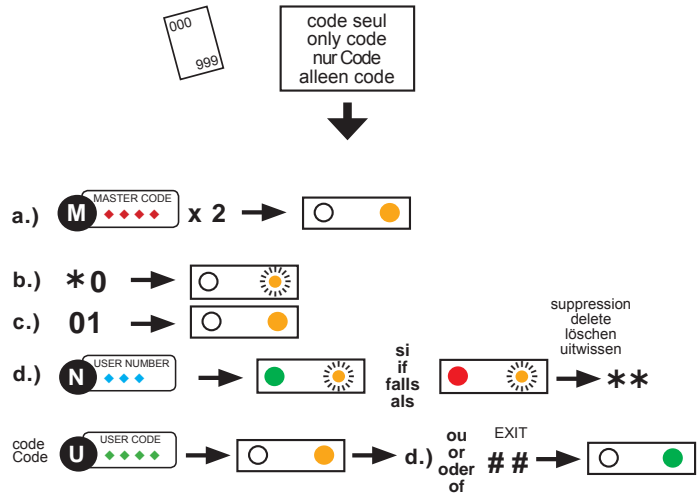 000
999
code seul
only code
nur Code
alleen code
a.) M MASTER CODE x 2
b.) *0
c.) 01
suppression
delete
löschen
uitwissen
d.) N USER NUMBER
si
if
falls
als
**
code
Code
U USER CODE
d.)
ou
or
oder
of
EXIT
##